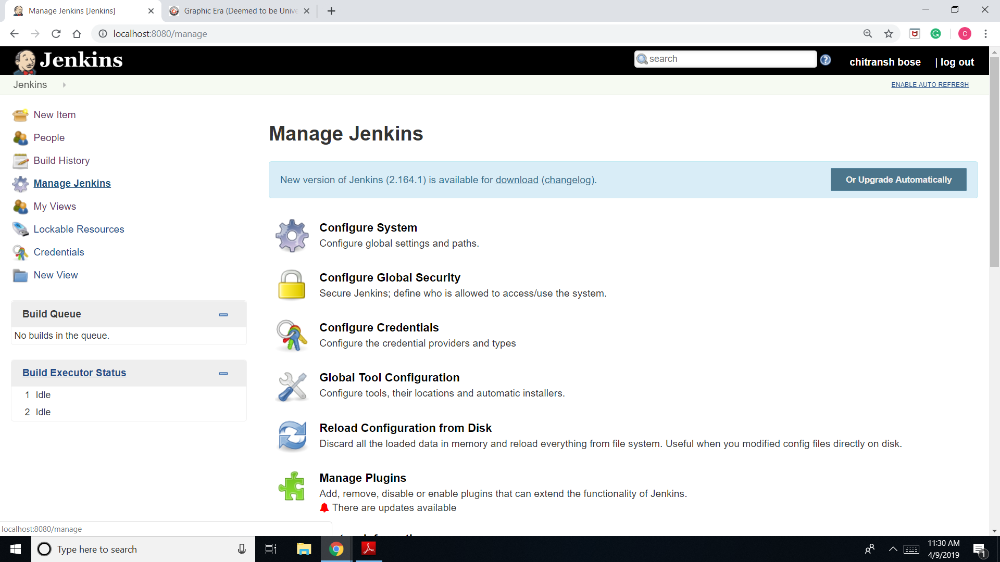 Manage Jenkins [Jenkins]
Graphic Era (Deemed to be Unive
localhost:8080/manage
C
Jenkins
search
chitransh bose
| log out
Jenkins
ENABLE AUTO REFRESH
New Item
People
Build History
Manage Jenkins
My Views
Lockable Resources
Credentials
New View
Build Queue
No builds in the queue.
Build Executor Status
1 Idle
2 Idle
Manage Jenkins
New version of Jenkins (2.164.1) is available for download (changelog).
Or Upgrade Automatically
Configure System
Configure global settings and paths.
Configure Global Security
Secure Jenkins; define who is allowed to access/use the system.
Configure Credentials
Configure the credential providers and types
Global Tool Configuration
Configure tools, their locations and automatic installers.
Reload Configuration from Disk
Discard all the loaded data in memory and reload everything from file system. Useful when you modified config files directly on disk.
Manage Plugins
Add, remove, disable or enable plugins that can extend the functionality of Jenkins.
There are updates available
localhost:8080/manage
Type here to search
11:30 AM
4/9/2019
1